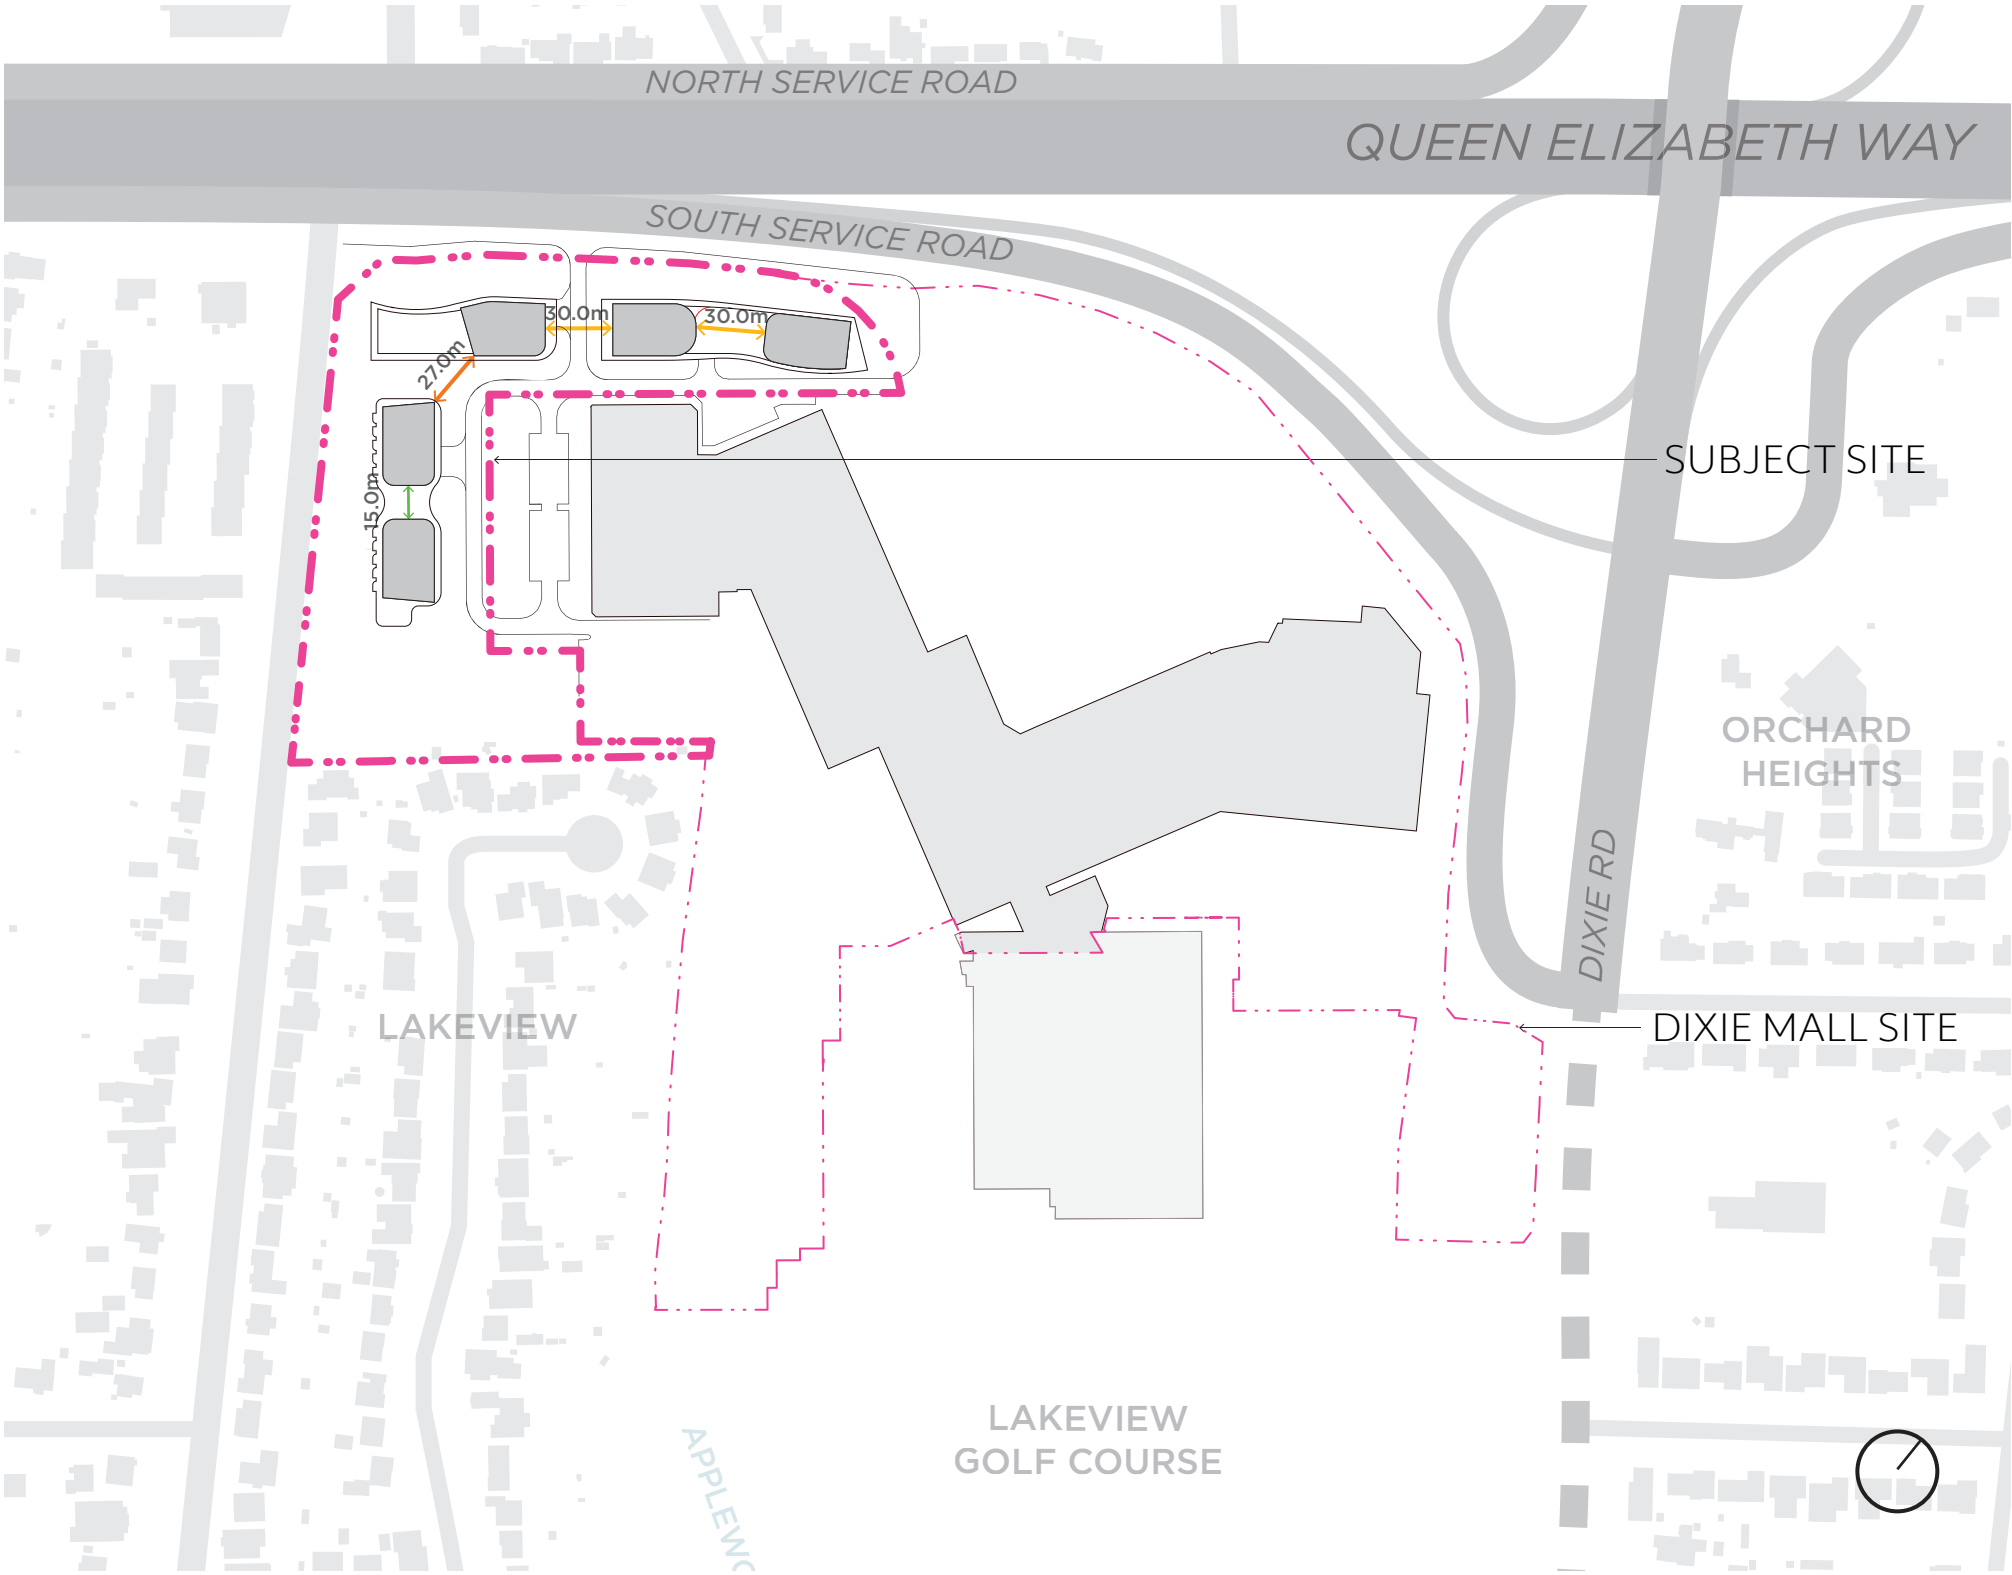 NORTH SERVICE ROAD
QUEEN ELIZABETH WAY
SOUTH SERVICE ROAD
30.0m
30.0m
27.0m
SUBJECT SITE
15.0m
ORCHARD
HEIGHTS
DIXIE RD
LAKEVIEW
DIXIE MALL SITE
LAKEVIEW
GOLF COURSE